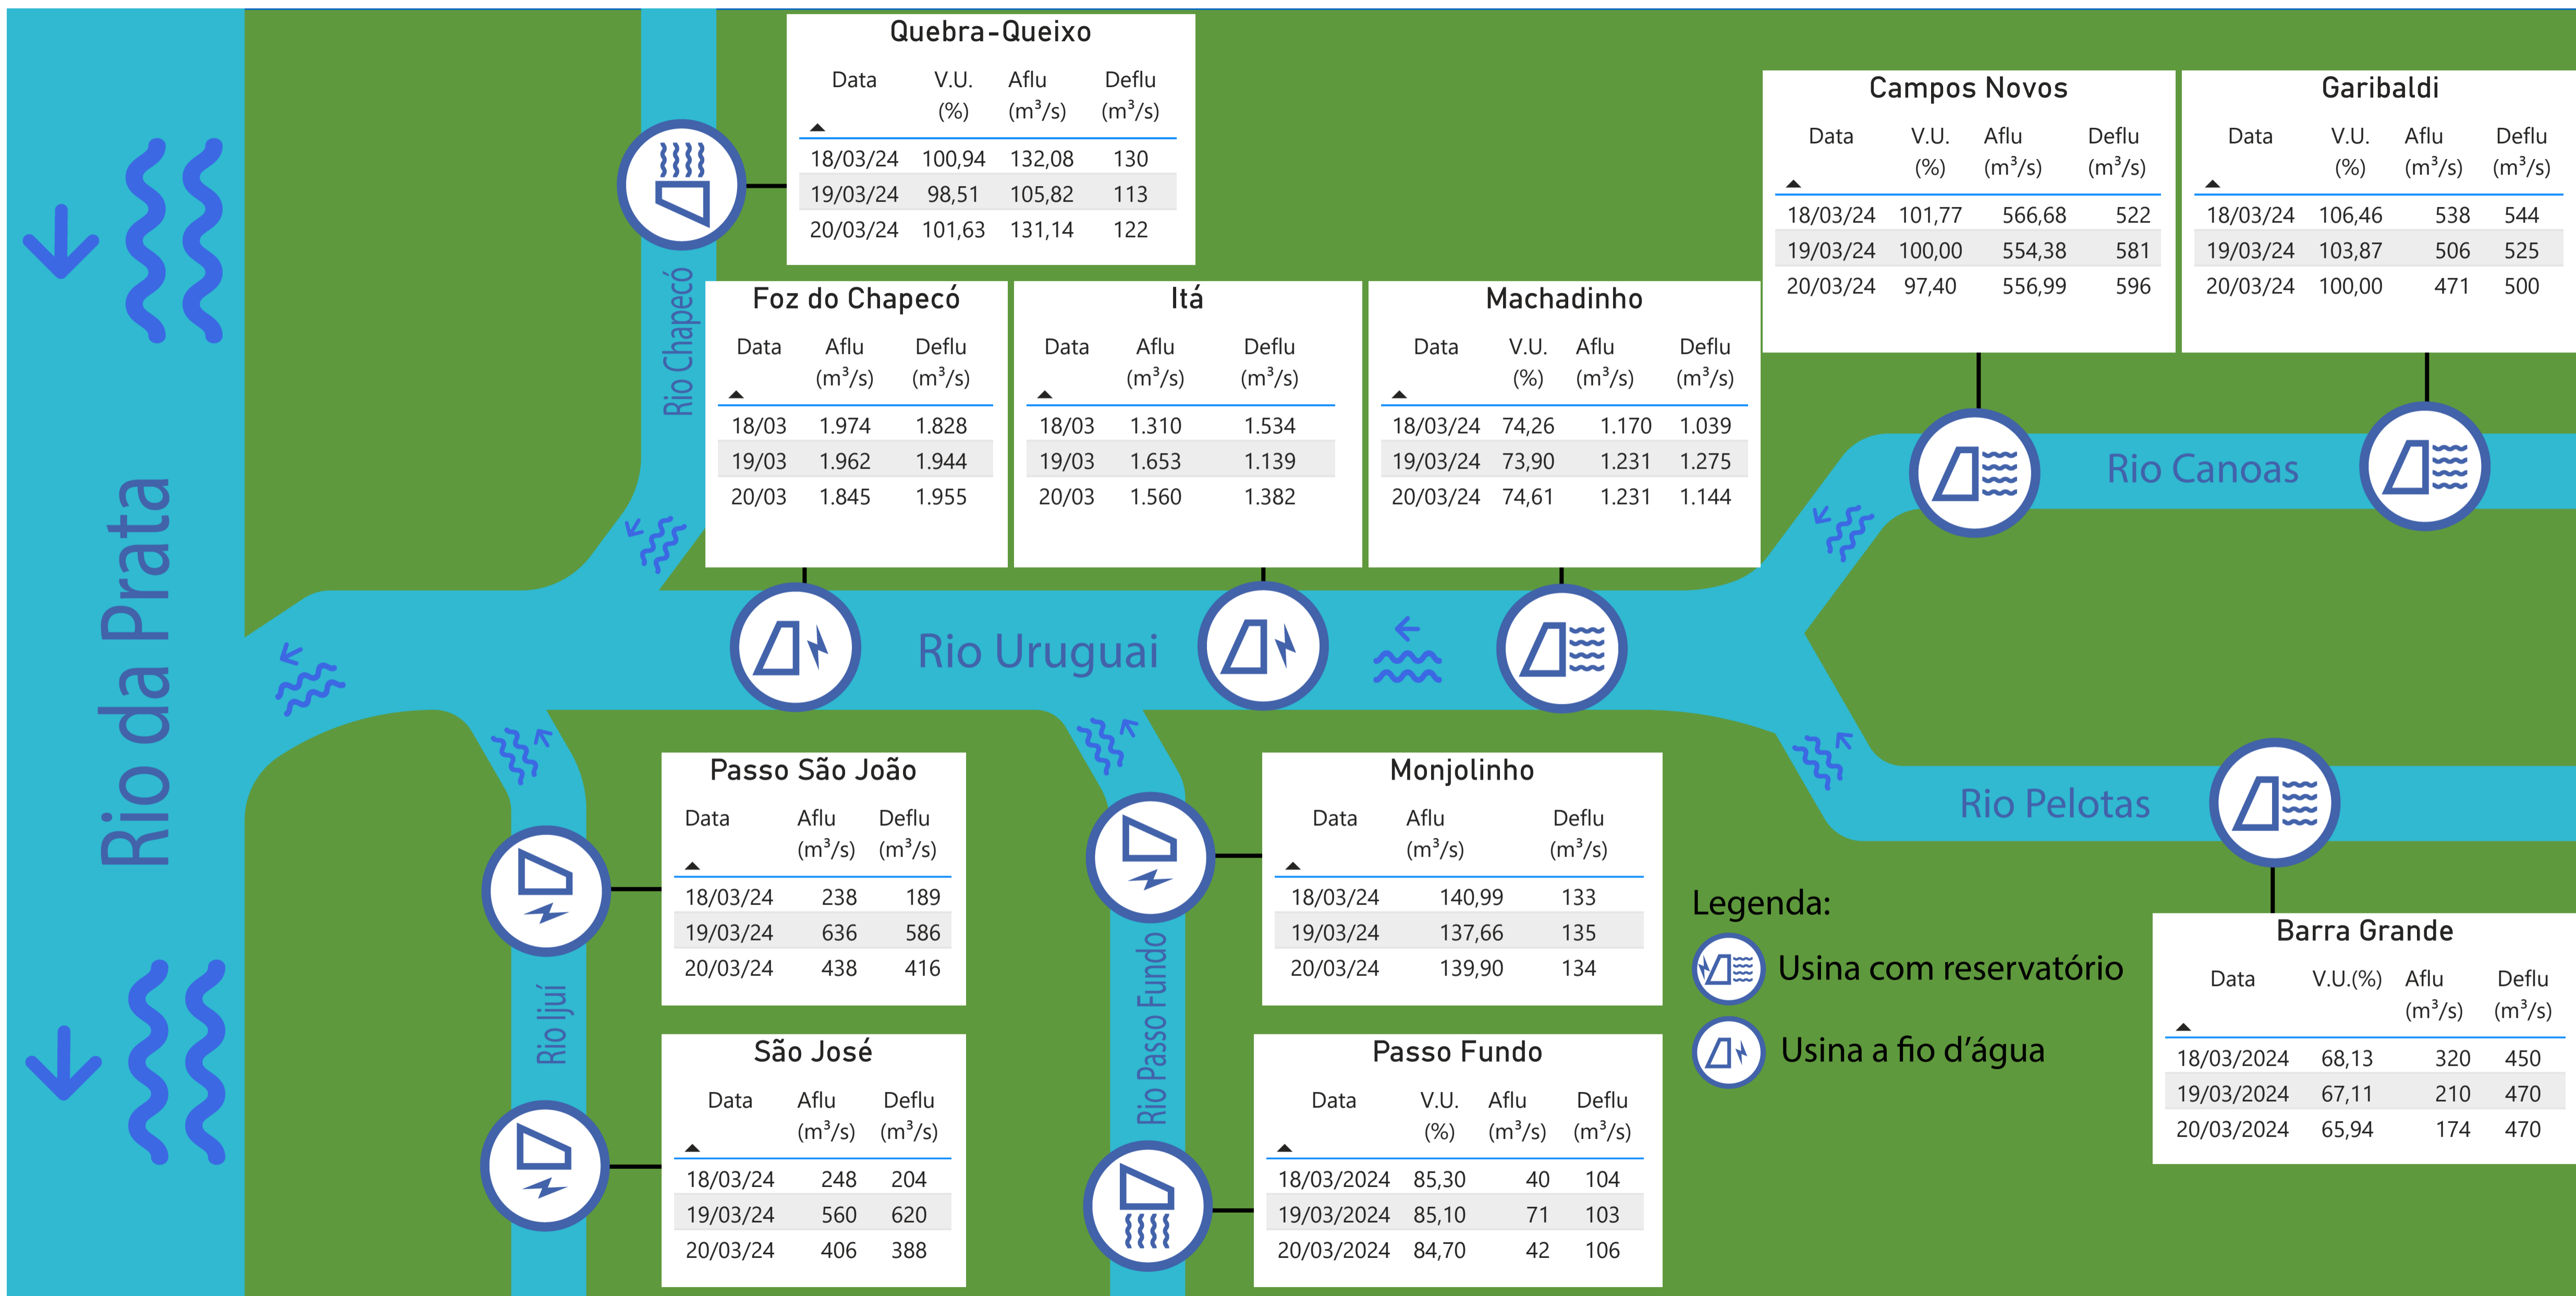 Rio da Prata
Quebra-Queixo
Data V.U. Aflu Deflu
(%) (m³/s) (m³/s)
18/03/24 100,94 132,08 130
19/03/24 98,51 105,82 113
20/03/24 101,63 131,14 122
Rio Chapecó
Foz do Chapecó
Data Aflu Deflu
(m³/s) (m³/s)
18/03 1.974 1.828
19/03 1.962 1.944
20/03 1.845 1.955
Itá
Data Aflu Deflu
(m³/s) (m³/s)
18/03 1.310 1.534
19/03 1.653 1.139
20/03 1.560 1.382
Machadinho
Data V.U. Aflu Deflu
(%) (m³/s) (m³/s)
18/03/24 74,26 1.170 1.039
19/03/24 73,90 1.231 1.275
20/03/24 74,61 1.231 1.144
Campos Novos
Data V.U. Aflu Deflu
(%) (m³/s) (m³/s)
18/03/24 101,77 566,68 522
19/03/24 100,00 554,38 581
20/03/24 97,40 556,99 596
Garibaldi
Data V.U. Aflu Deflu
(%) (m³/s) (m³/s)
18/03/24 106,46 538 544
19/03/24 103,87 506 525
20/03/24 100,00 471 500
Rio Canoas
Rio Uruguai
Rio Pelotas
Passo São João
Data Aflu Deflu
(m³/s) (m³/s)
18/03/24 238 189
19/03/24 636 586
20/03/24 438 416
Rio Ijuí
São José
Data Aflu Deflu
(m³/s) (m³/s)
18/03/24 248 204
19/03/24 560 620
20/03/24 406 388
Monjolinho
Data Aflu Deflu
(m³/s) (m³/s)
18/03/24 140,99 133
19/03/24 137,66 135
20/03/24 139,90 134
Rio Passo Fundo
Passo Fundo
Data V.U. Aflu Deflu
(%) (m³/s) (m³/s)
18/03/2024 85,30 40 104
19/03/2024 85,10 71 103
20/03/2024 84,70 42 106
Legenda:
Usina com reservatório
Usina a fio d’água
Barra Grande
Data V.U.(%) Aflu Deflu
(m³/s) (m³/s)
18/03/2024 68,13 320 450
19/03/2024 67,11 210 470
20/03/2024 65,94 174 470